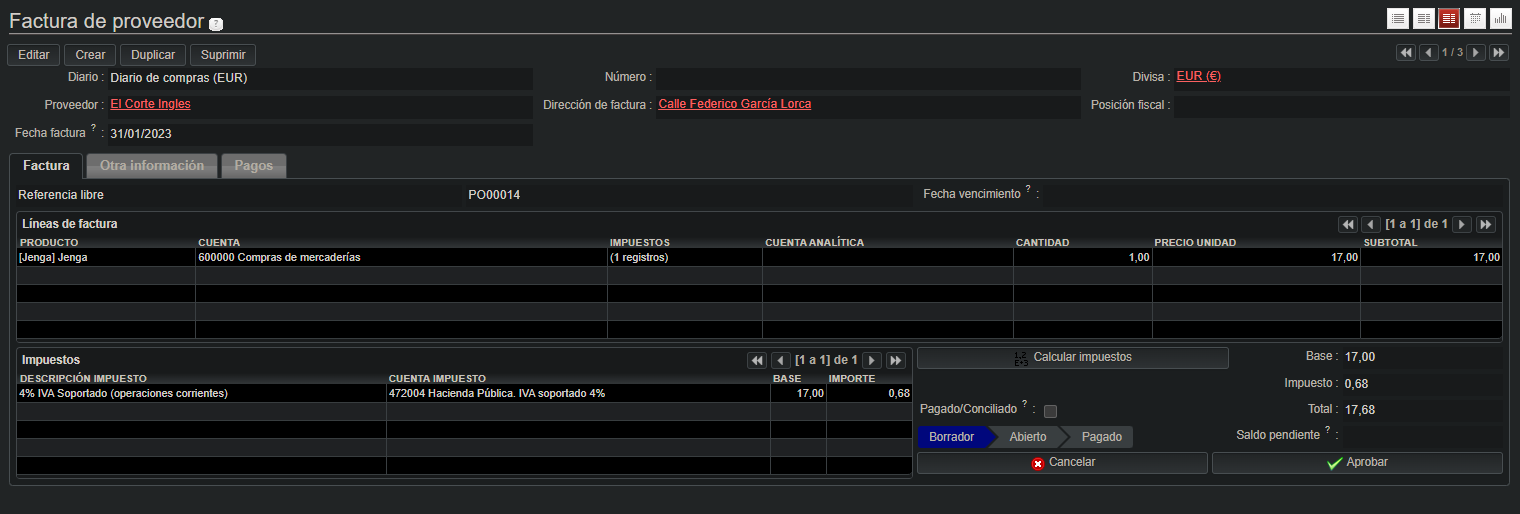 Factura de proveedor ?
Editar Crear Duplicar Suprimir 1 / 3
Diario : Diario de compras (EUR) Número : Divisa : EUR (€)
Proveedor : El Corte Ingles Dirección de factura : Calle Federico García Lorca Posición fiscal :
Fecha factura ? : 31/01/2023
Factura Otra información Pagos
Referencia libre PO00014 Fecha vencimiento ? :
Líneas de factura [1 a 1] de 1
PRODUCTO CUENTA IMPUESTOS CUENTA ANALÍTICA CANTIDAD PRECIO UNIDAD SUBTOTAL
[Jenga] Jenga 600000 Compras de mercaderías (1 registros) 1,00 17,00 17,00
Impuestos [1 a 1] de 1 Calcular impuestos Base : 17,00
DESCRIPCIÓN IMPUESTO CUENTA IMPUESTO BASE IMPORTE Impuesto : 0,68
4% IVA Soportado (operaciones corrientes) 472004 Hacienda Pública. IVA soportado 4% 17,00 0,68
Pagado/Conciliado ? : Total : 17,68
Borrador Abierto Pagado Saldo pendiente ? :
Cancelar Aprobar